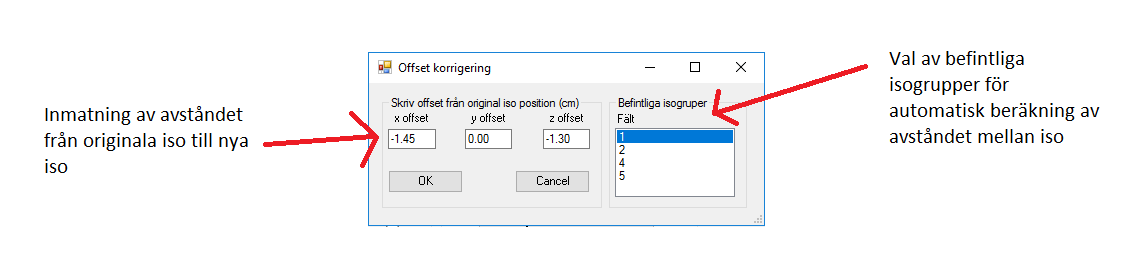 Inmatning av avståndet
från originala iso till nya
iso
Offset korrigering
Skriv offset från original iso position (cm)
x offset y offset z offset
-1.45 0.00 -1.30
OK Cancel
Befintliga isogruper
Fält
1
2
4
5
Val av befintliga
isogrupper för
automatisk beräkning av
avståndet mellan iso